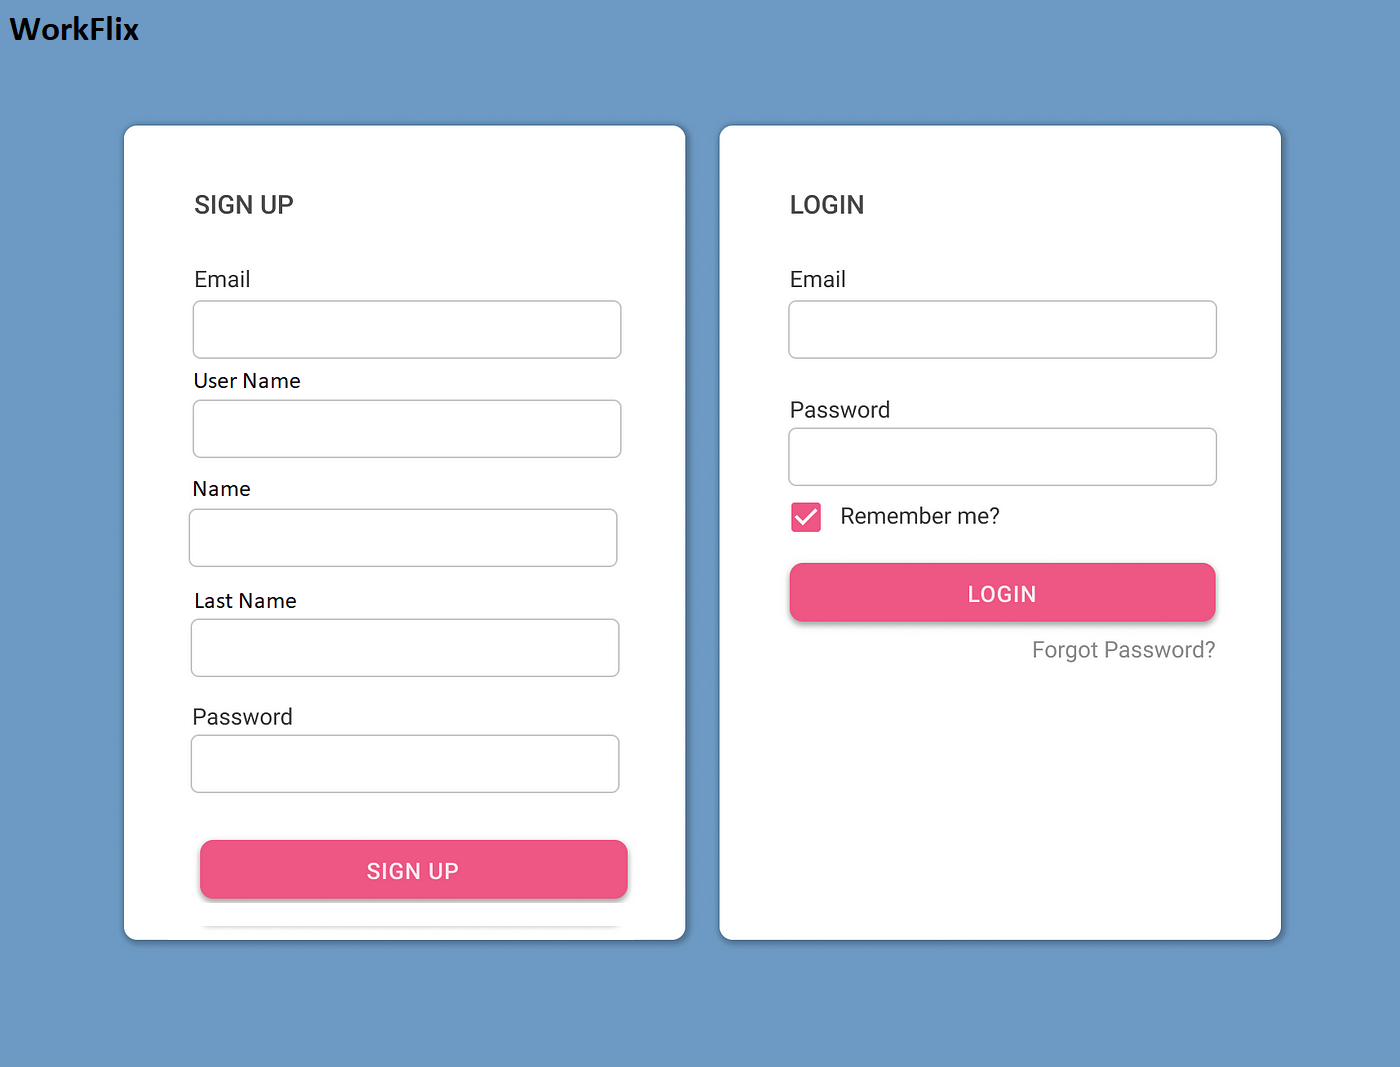 WorkFlix
SIGN UP
Email
User Name
Name
Last Name
Password
SIGN UP
LOGIN
Email
Password
Remember me?
LOGIN
Forgot Password?